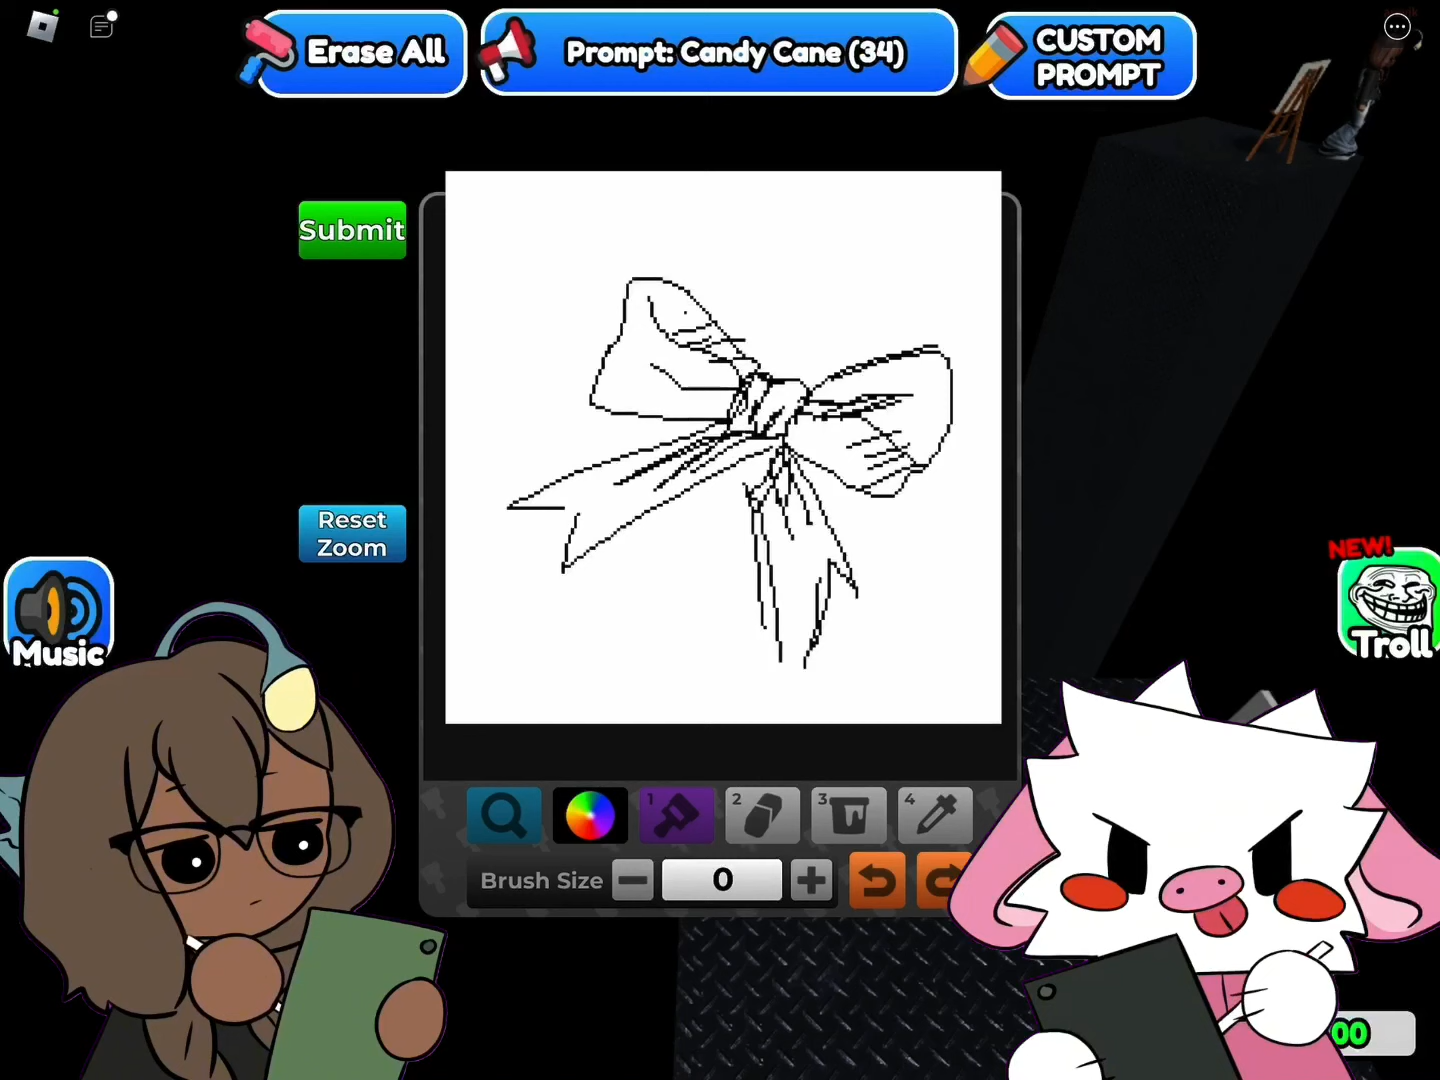 Erase All
Prompt: Candy Cane (34)
CUSTOM
PROMPT
Submit
Reset
Zoom
Music
NEW!
Troll
1
2
3
4
Brush Size
0
00